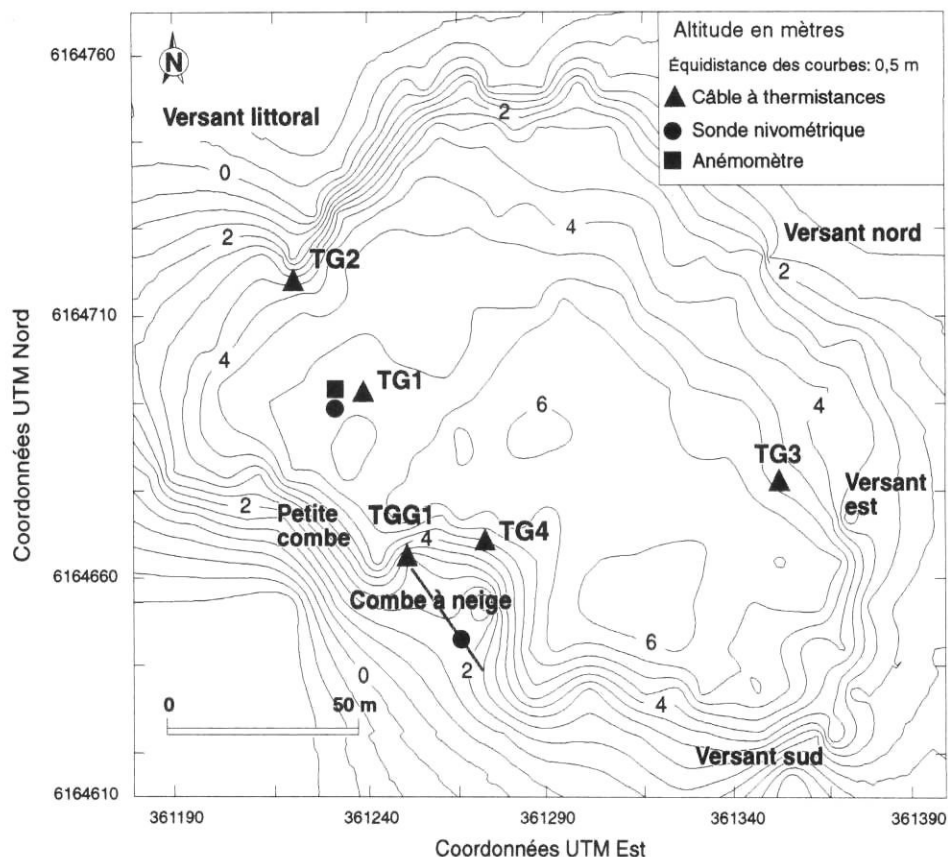 6164760
6164710
6164660
6164610
Coordonnées UTM Nord
N
Altitude en mètres
Équidistance des courbes: 0,5 m
Câble à thermistances
Sonde nivométrique
Anémomètre
Versant littoral
2
0
4
Versant nord
2
2
TG2
4
TG1
6
4
TG3
Versant
est
2
Petite
combe
TGG1
4
TG4
Combe à neige
6
2
0
4
0 50 m
Versant sud
361190 361240 361290 361340 361390
Coordonnées UTM Est